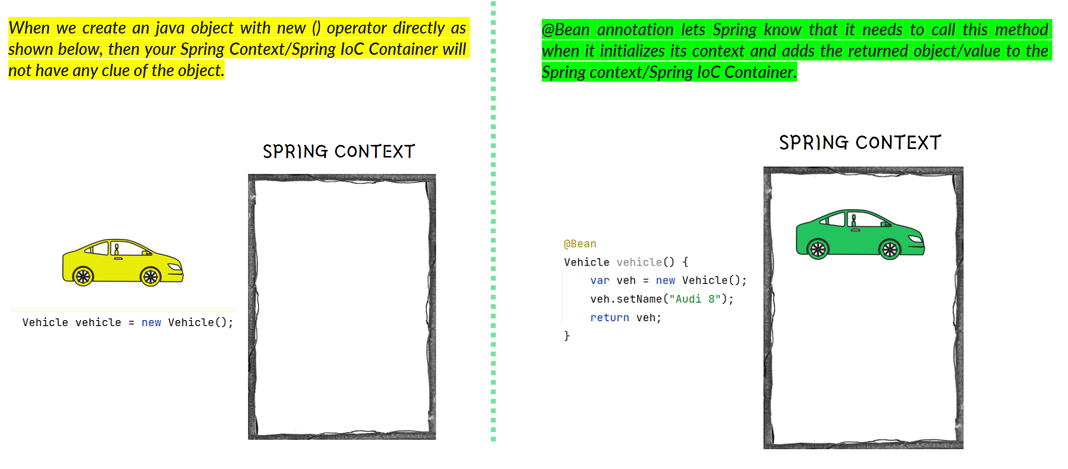 When we create an java object with new () operator directly as
shown below, then your Spring Context/Spring IoC Container will
not have any clue of the object.
SPRING CONTEXT
Vehicle vehicle = new Vehicle();
@Bean annotation lets Spring know that it needs to call this method
when it initializes its context and adds the returned object/value to the
Spring context/Spring IoC Container.
SPRING CONTEXT
@Bean
Vehicle vehicle() {
    var veh = new Vehicle();
    veh.setName("Audi 8");
    return veh;
}